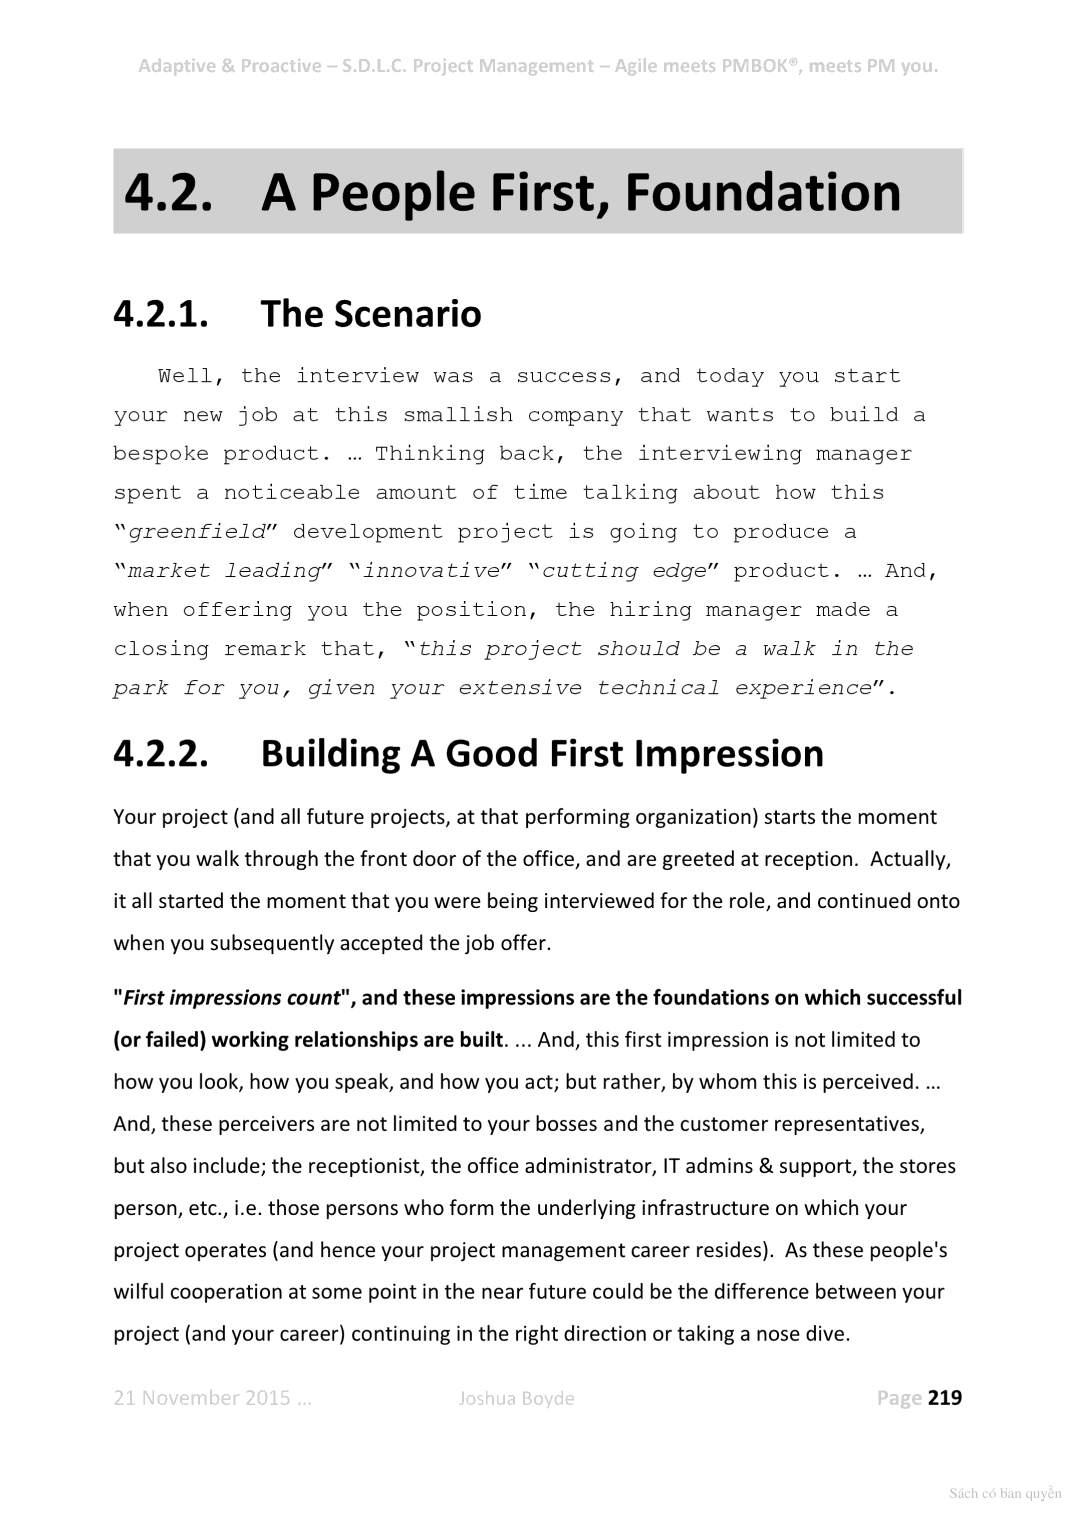 Adaptive & Proactive – S.D.L.C. Project Management – Agile meets PMBOK®, meets PM you.
4.2. A People First, Foundation
4.2.1. The Scenario
Well, the interview was a success, and today you start
your new job at this smallish company that wants to build a
bespoke product. … Thinking back, the interviewing manager
spent a noticeable amount of time talking about how this
“greenfield” development project is going to produce a
“market leading” “innovative” “cutting edge” product. … And,
when offering you the position, the hiring manager made a
closing remark that, “this project should be a walk in the
park for you, given your extensive technical experience”.
4.2.2. Building A Good First Impression
Your project (and all future projects, at that performing organization) starts the moment
that you walk through the front door of the office, and are greeted at reception.  Actually,
it all started the moment that you were being interviewed for the role, and continued onto
when you subsequently accepted the job offer.
"First impressions count", and these impressions are the foundations on which successful
(or failed) working relationships are built. ... And, this first impression is not limited to
how you look, how you speak, and how you act; but rather, by whom this is perceived. …
And, these perceivers are not limited to your bosses and the customer representatives,
but also include; the receptionist, the office administrator, IT admins & support, the stores
person, etc., i.e. those persons who form the underlying infrastructure on which your
project operates (and hence your project management career resides).  As these people's
wilful cooperation at some point in the near future could be the difference between your
project (and your career) continuing in the right direction or taking a nose dive.
21 November 2015 … Joshua Boyde Page 219
Sách có bản quyền